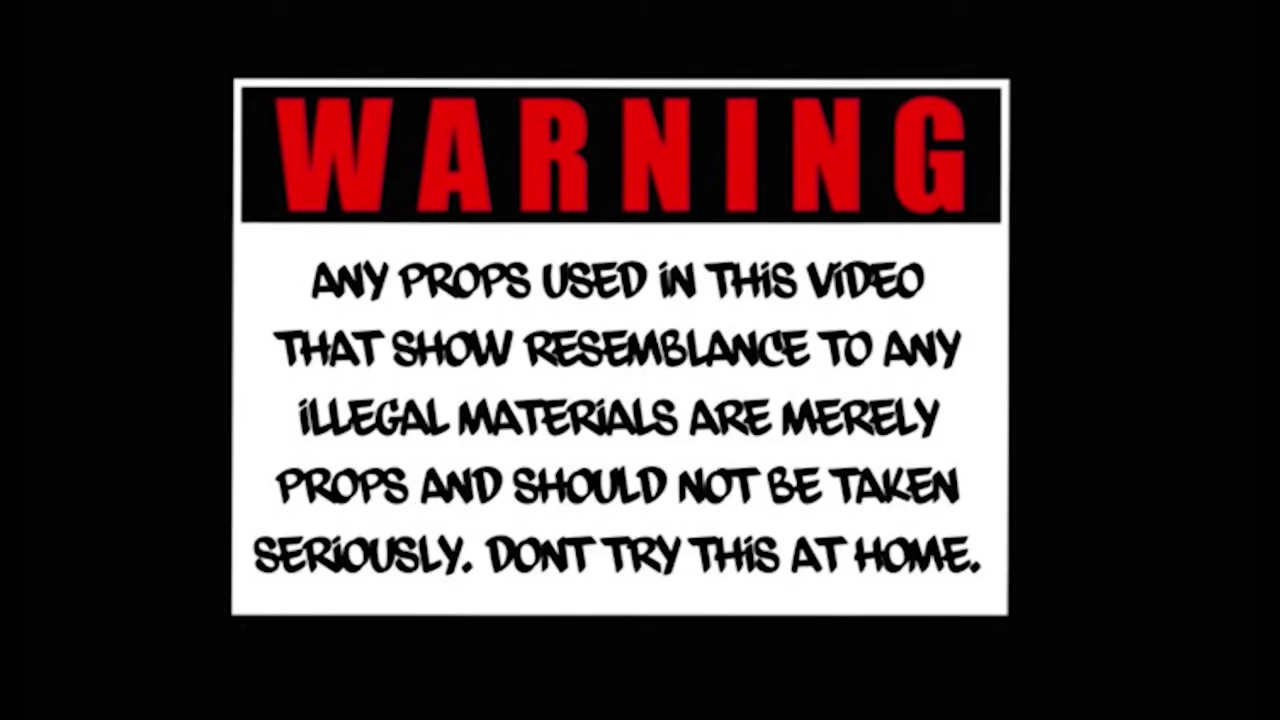 WARNING
ANY PROPS USED iN THiS ViDEO
THAT SHOW RESEMBLANCE TO ANY
iLLEGAL MATERiALS ARE MERELY
PROPS AND SHOULD NOT BE TAKEN
SERiOUSLY. DONT TRY THiS AT HOME.